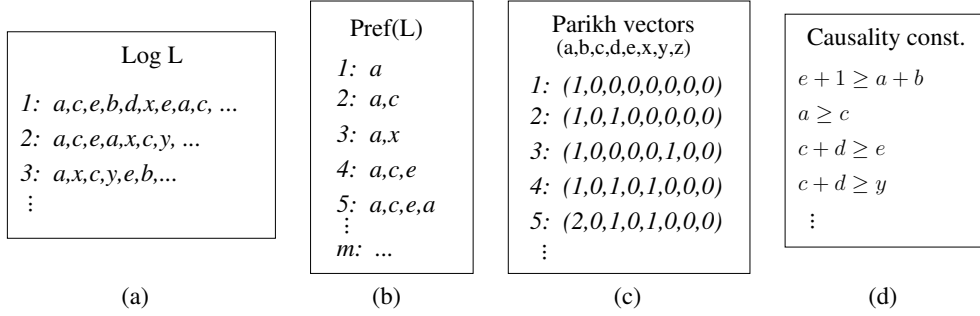 Log L
1: a,c,e,b,d,x,e,a,c, ...
2: a,c,e,a,x,c,y, ...
3: a,x,c,y,e,b,...
⋮
(a)
Pref(L)
1: a
2: a,c
3: a,x
4: a,c,e
5: a,c,e,a
⋮
m: ...
(b)
Parikh vectors
(a,b,c,d,e,x,y,z)
1: (1,0,0,0,0,0,0,0)
2: (1,0,1,0,0,0,0,0)
3: (1,0,0,0,0,1,0,0)
4: (1,0,1,0,1,0,0,0)
5: (2,0,1,0,1,0,0,0)
⋮
(c)
Causality const.
e + 1 ≥ a + b
a ≥ c
c + d ≥ e
c + d ≥ y
⋮
(d)